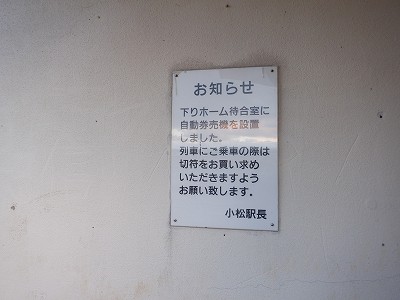 お知らせ
下りホーム待合室に
自動券売機を設置
しました。
列車にご乗車の際は
切符をお買い求め
いただきますよう
お願い致します。
小松駅長